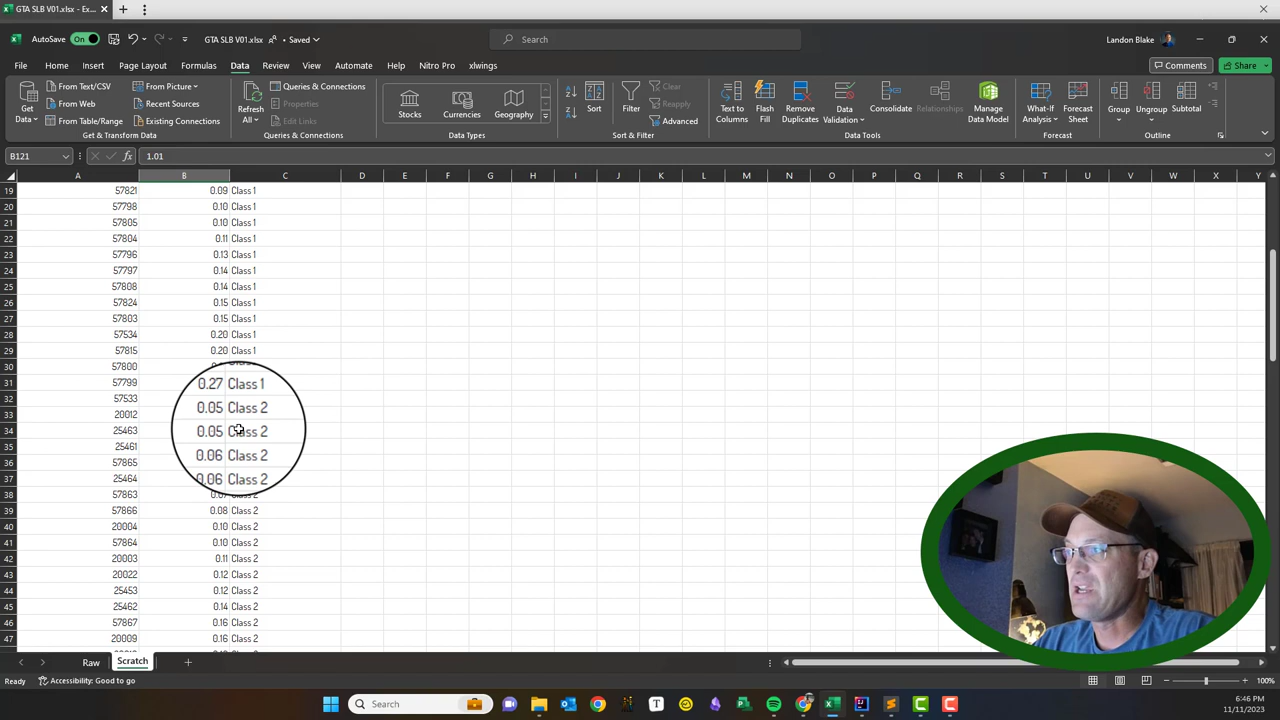 GTA SLB V01.xlsx - Ex...
AutoSave On GTA SLB V01.xlsx Saved Search Landon Blake
File Home Insert Page Layout Formulas Data Review View Automate Help Nitro Pro xlwings Comments Share
Get Data From Text/CSV From Web From Table/Range From Picture Recent Sources Existing Connections
Refresh All Queries & Connections Properties Edit Links
Stocks Currencies Geography
Sort Filter Clear Reapply Advanced
Text to Columns Flash Fill Remove Duplicates Data Validation Consolidate Relationships Manage Data Model
What-If Analysis Forecast Sheet Group Ungroup Subtotal
Get & Transform Data Queries & Connections Data Types Sort & Filter Data Tools Forecast Outline
B121 fx 1.01
A B C D E F G H I J K L M N O P Q R S T U V W X Y
19 57821 0.09 Class 1
20 57798 0.10 Class 1
21 57805 0.10 Class 1
22 57804 0.11 Class 1
23 57796 0.13 Class 1
24 57797 0.14 Class 1
25 57808 0.14 Class 1
26 57824 0.15 Class 1
27 57803 0.15 Class 1
28 57534 0.20 Class 1
29 57815 0.20 Class 1
30 57800
31 57799 0.27 Class 1
32 57533 0.05 Class 2
33 20012
34 25463 0.05 Class 2
35 25461 0.06 Class 2
36 57865
37 25464 0.06 Class 2
38 57863 Class 2
39 57866 0.08 Class 2
40 20004 0.10 Class 2
41 57864 0.10 Class 2
42 20003 0.11 Class 2
43 20022 0.12 Class 2
44 25453 0.12 Class 2
45 25462 0.14 Class 2
46 57867 0.16 Class 2
47 20009 0.16 Class 2
Raw Scratch
Ready Accessibility: Good to go 100%
Search
6:46 PM
11/11/2023